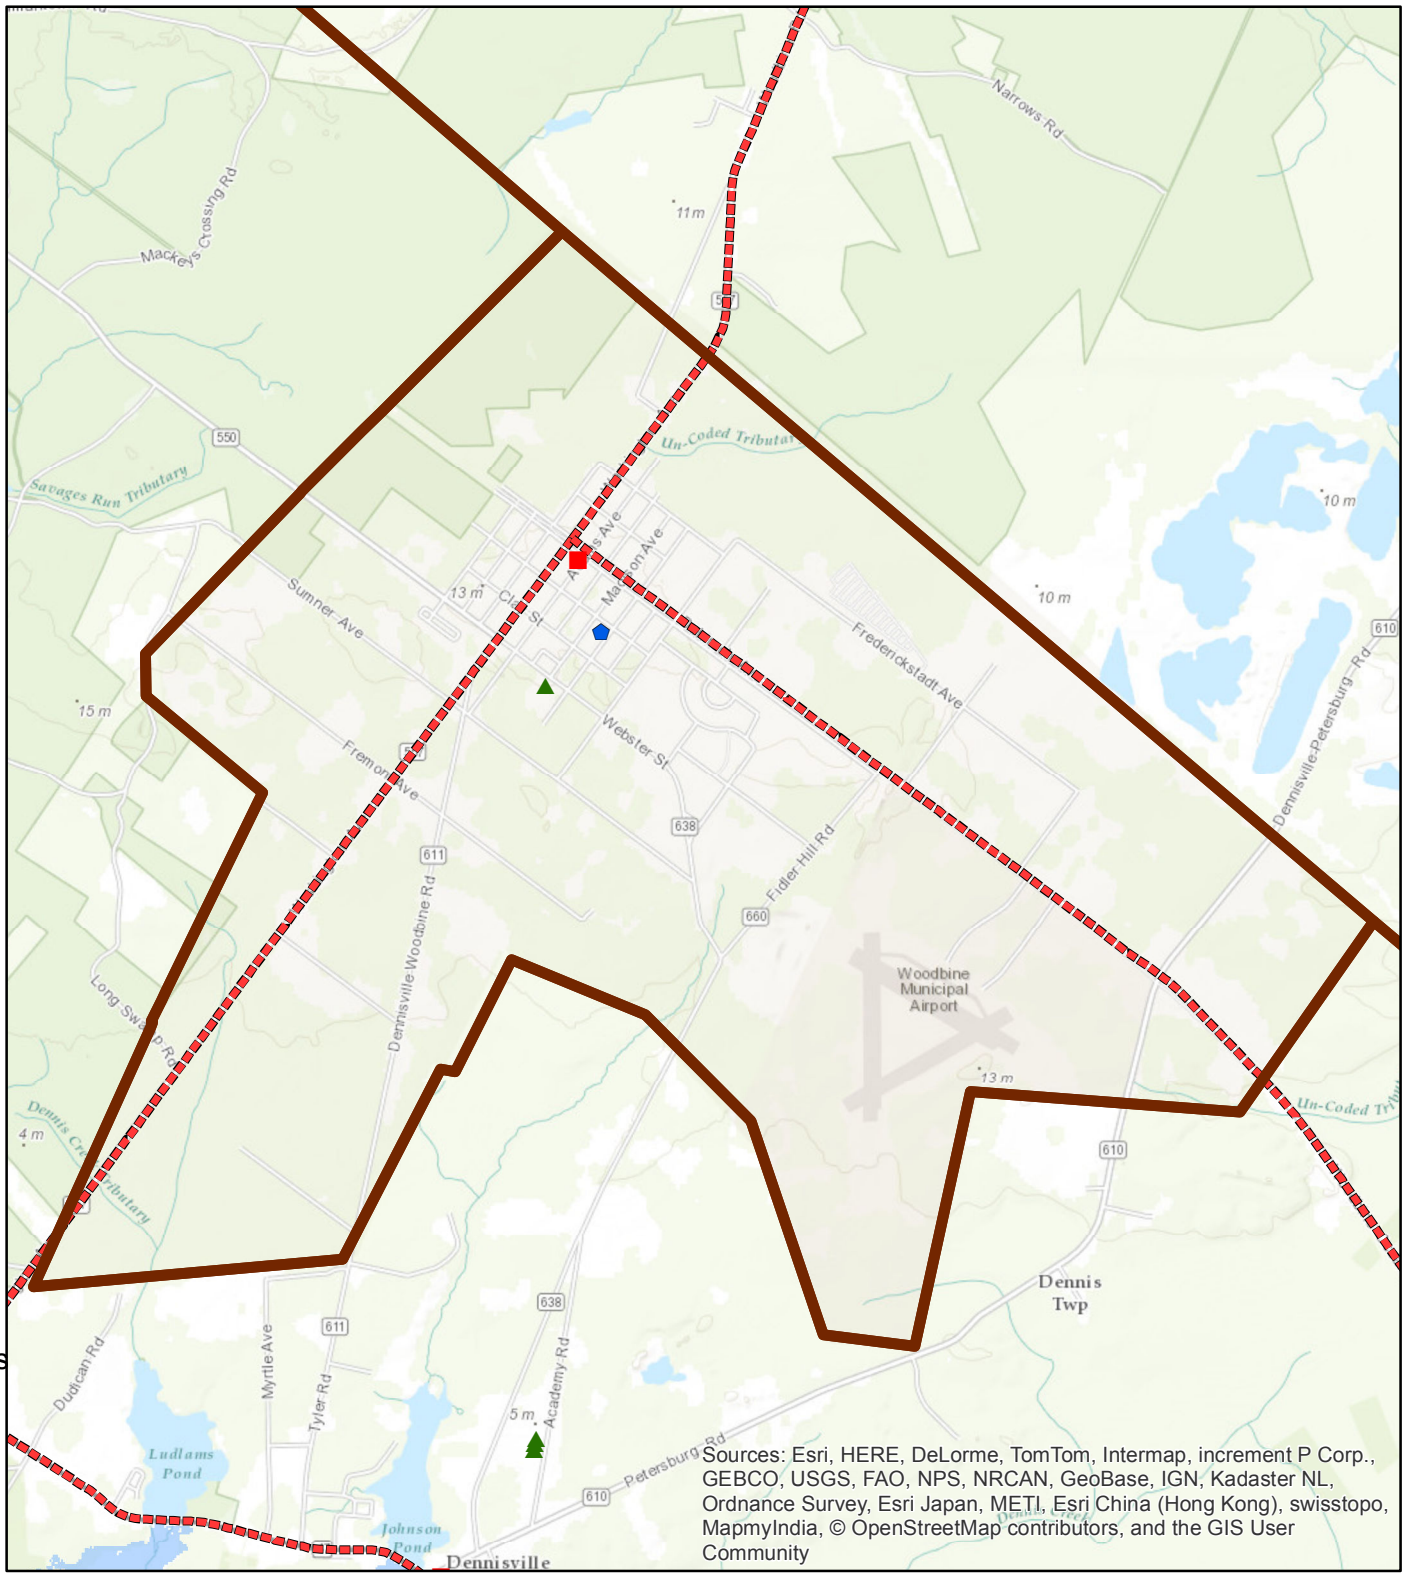 Narrows Rd
11 m
Mackeys Crossing Rd
550
Un-Coded Tributary
Savages Run Tributary
10 m
Madison Ave
13 m
Clay St
10 m
610
Sumner Ave
Frederickstadt Ave
Dennisville-Petersburg-Rd
15 m
Webster St
Fremont Ave
638
611
Fidler Hill Rd
660
Dennisville-Woodbine Rd
Woodbine
Municipal
Airport
Long Swamp Rd
13 m
Dennis Creek Tributary
4 m
610
Dennis
Twp
638
611
Myrtle Ave
Dudican Rd
Tyler Rd
Academy Rd
5 m
Ludlams
Pond
Petersburg Rd
610
Johnson
Pond
Dennisville
Dennis Creek
Sources: Esri, HERE, DeLorme, TomTom, Intermap, increment P Corp.,
GEBCO, USGS, FAO, NPS, NRCAN, GeoBase, IGN, Kadaster NL,
Ordnance Survey, Esri Japan, METI, Esri China (Hong Kong), swisstopo,
MapmyIndia, © OpenStreetMap contributors, and the GIS User
Community